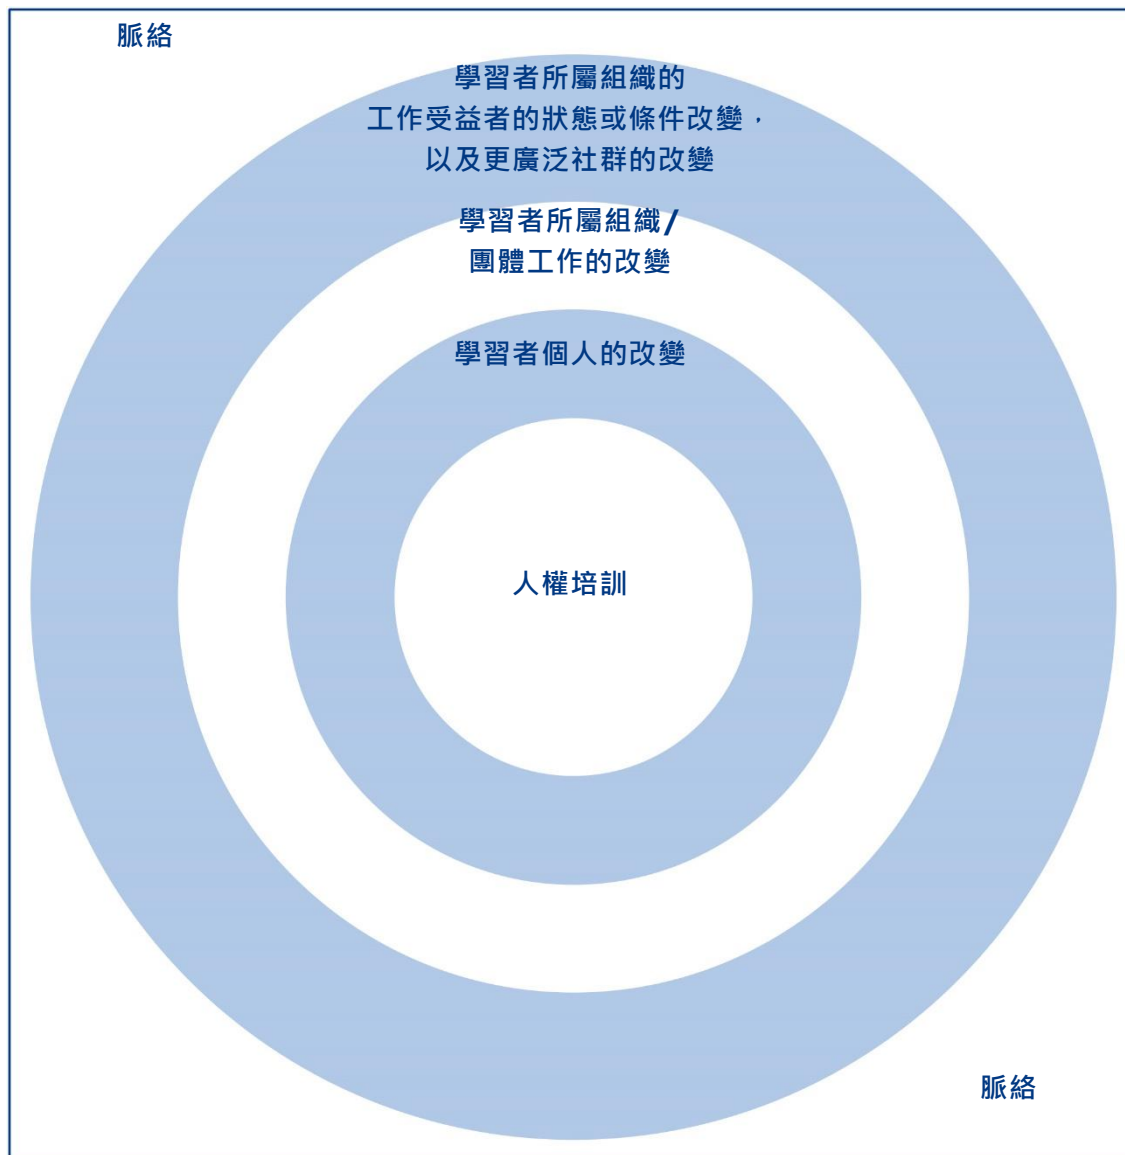 脈絡
學習者所屬組織的
工作受益者的狀態或條件改變，
以及更廣泛社群的改變
學習者所屬組織/
團體工作的改變
學習者個人的改變
人權培訓
脈絡